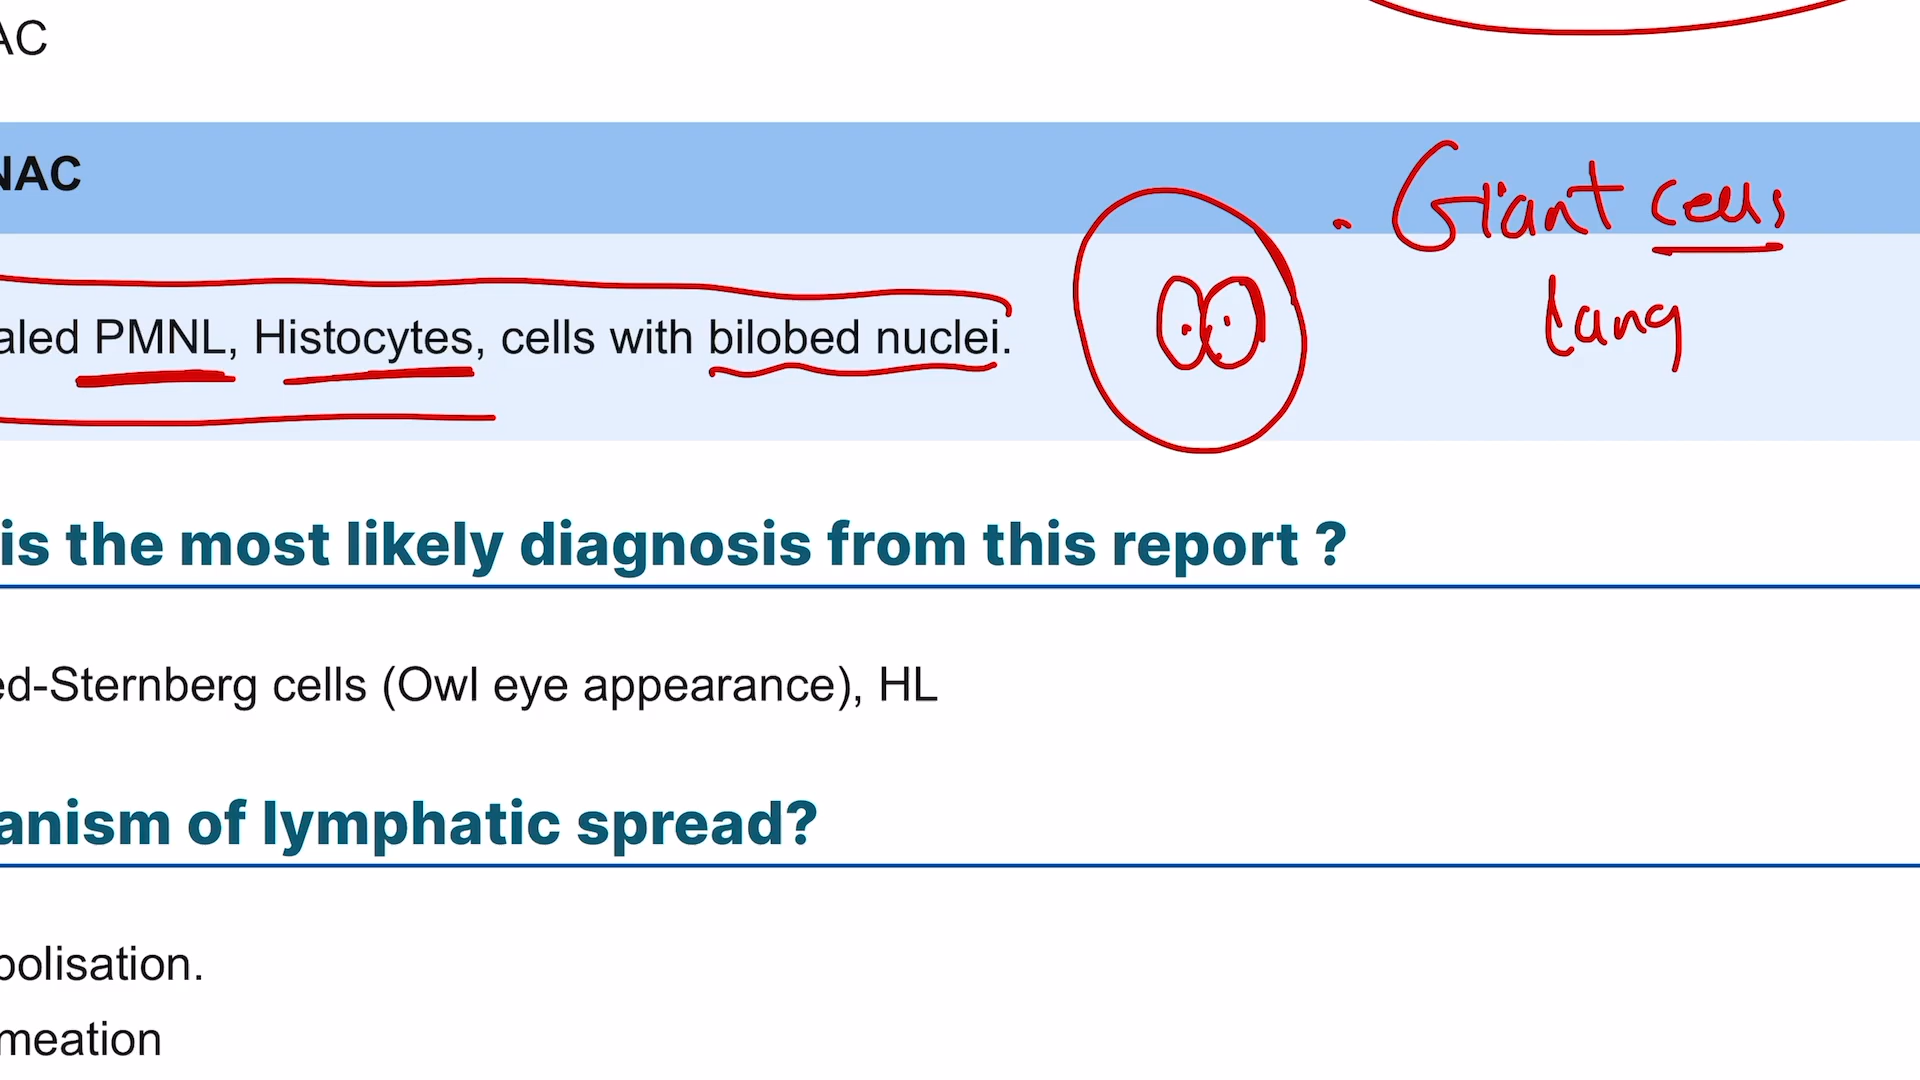 AC
NAC
Giant cells
Lang
aled PMNL, Histocytes, cells with bilobed nuclei.
is the most likely diagnosis from this report ?
ed-Sternberg cells (Owl eye appearance), HL
anism of lymphatic spread?
bolisation.
meation